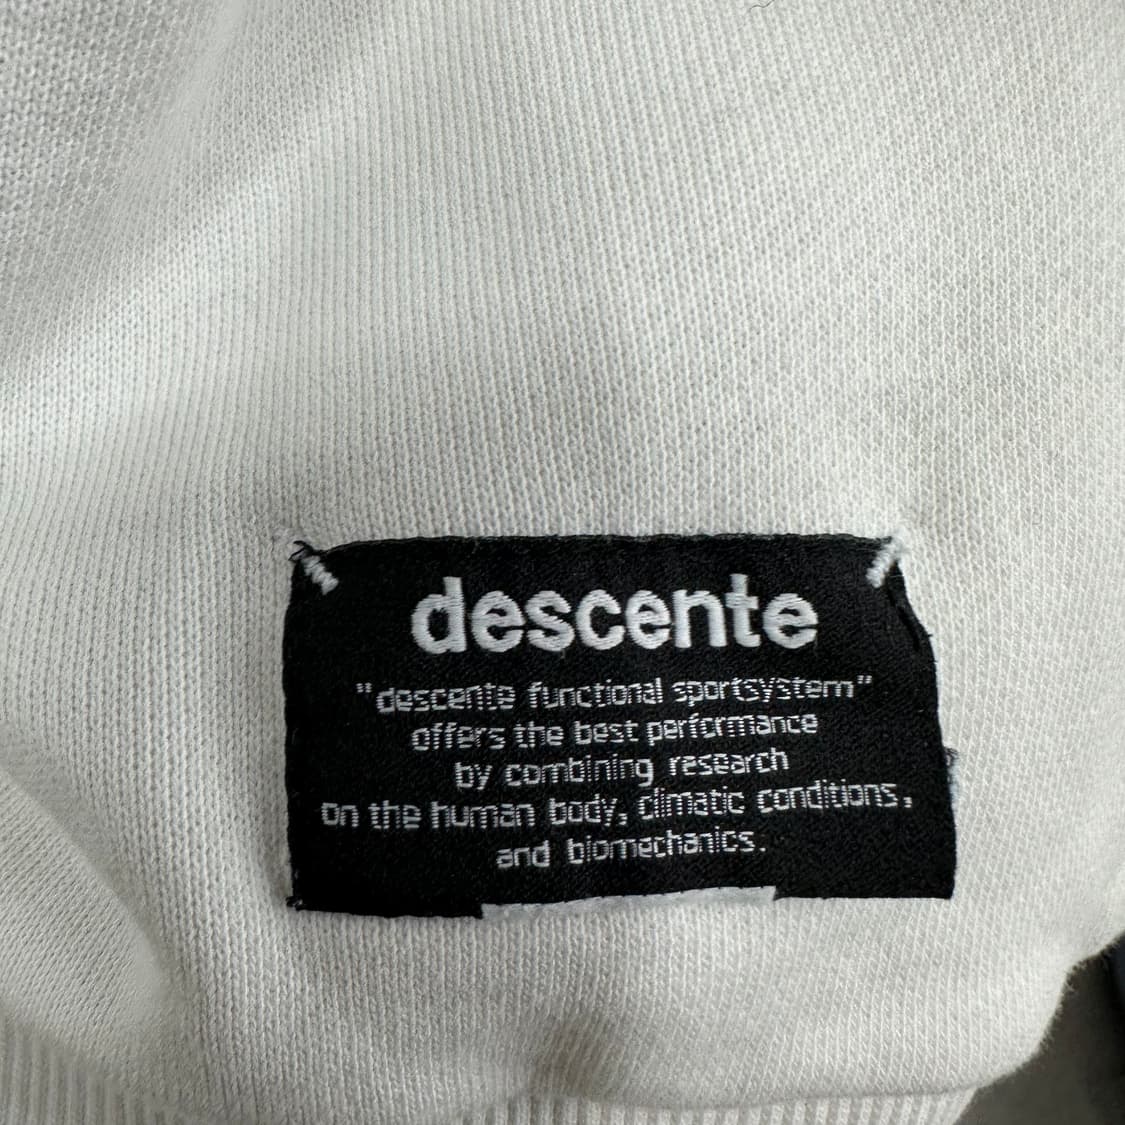 descente
"descente functional sportsystem"
offers the best performance
by combining research
on the human body, climatic conditions,
and biomechanics.